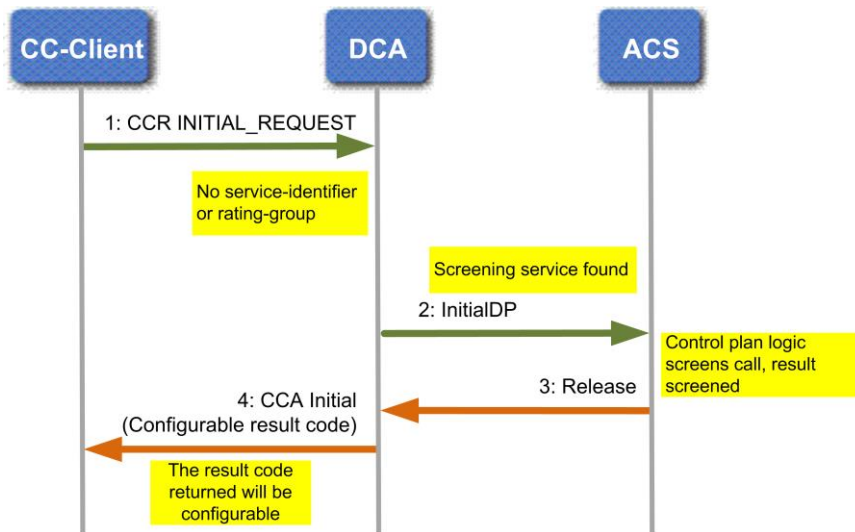 CC-Client
DCA
ACS
1: CCR INITIAL_REQUEST
No service-identifier
or rating-group
Screening service found
2: InitialDP
Control plan logic
screens call, result
screened
3: Release
4: CCA Initial
(Configurable result code)
The result code
returned will be
configurable